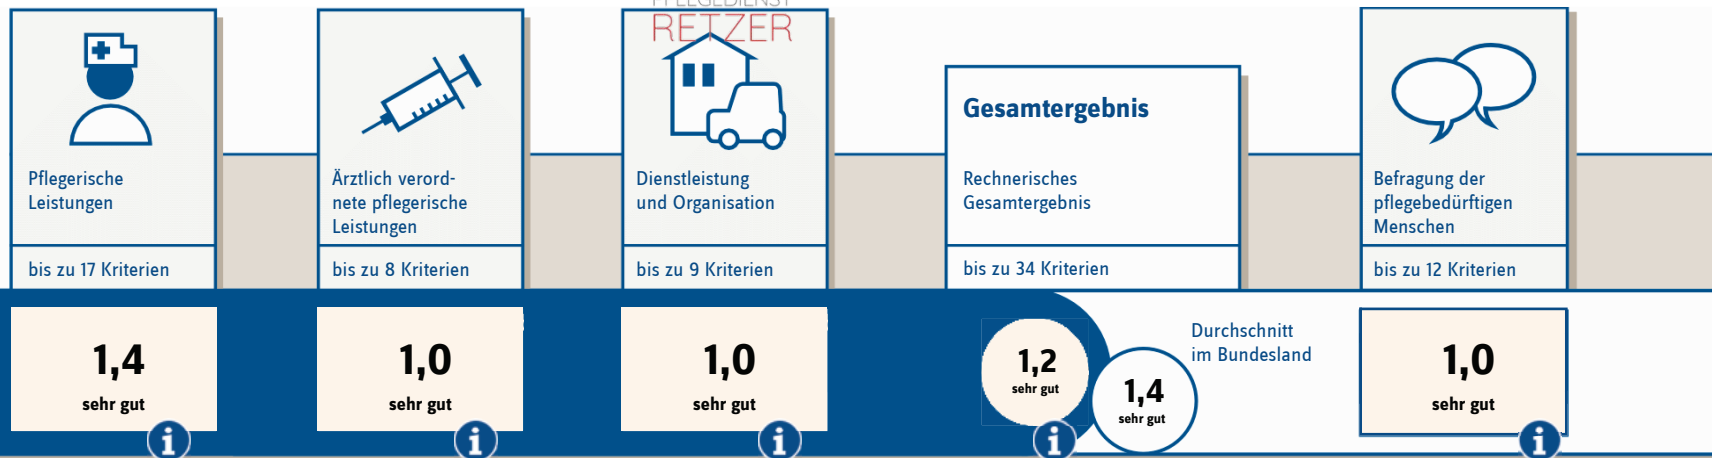 PFLEGEDIENST
RETZER
Pflegerische
Leistungen
bis zu 17 Kriterien
1,4
sehr gut
Ärztlich verord-
nete pflegerische
Leistungen
bis zu 8 Kriterien
1,0
sehr gut
Dienstleistung
und Organisation
bis zu 9 Kriterien
1,0
sehr gut
Gesamtergebnis
Rechnerisches
Gesamtergebnis
bis zu 34 Kriterien
1,2
sehr gut
1,4
sehr gut
Durchschnitt
im Bundesland
Befragung der
pflegebedürftigen
Menschen
bis zu 12 Kriterien
1,0
sehr gut